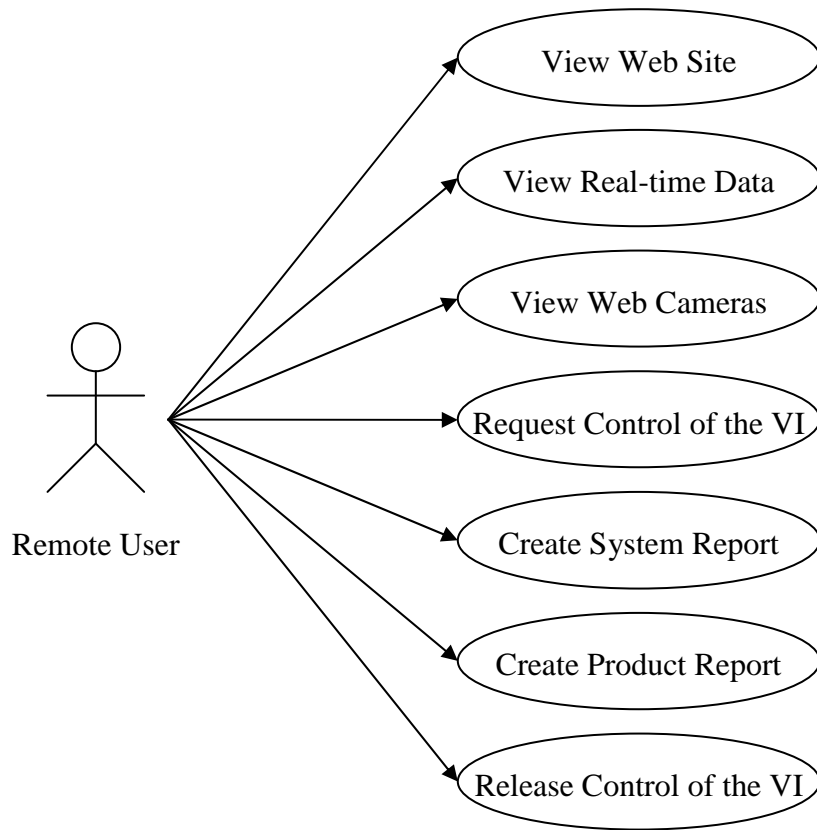 View Web Site
View Real-time Data
View Web Cameras
Request Control of the VI
Create System Report
Remote User
Create Product Report
Release Control of the VI